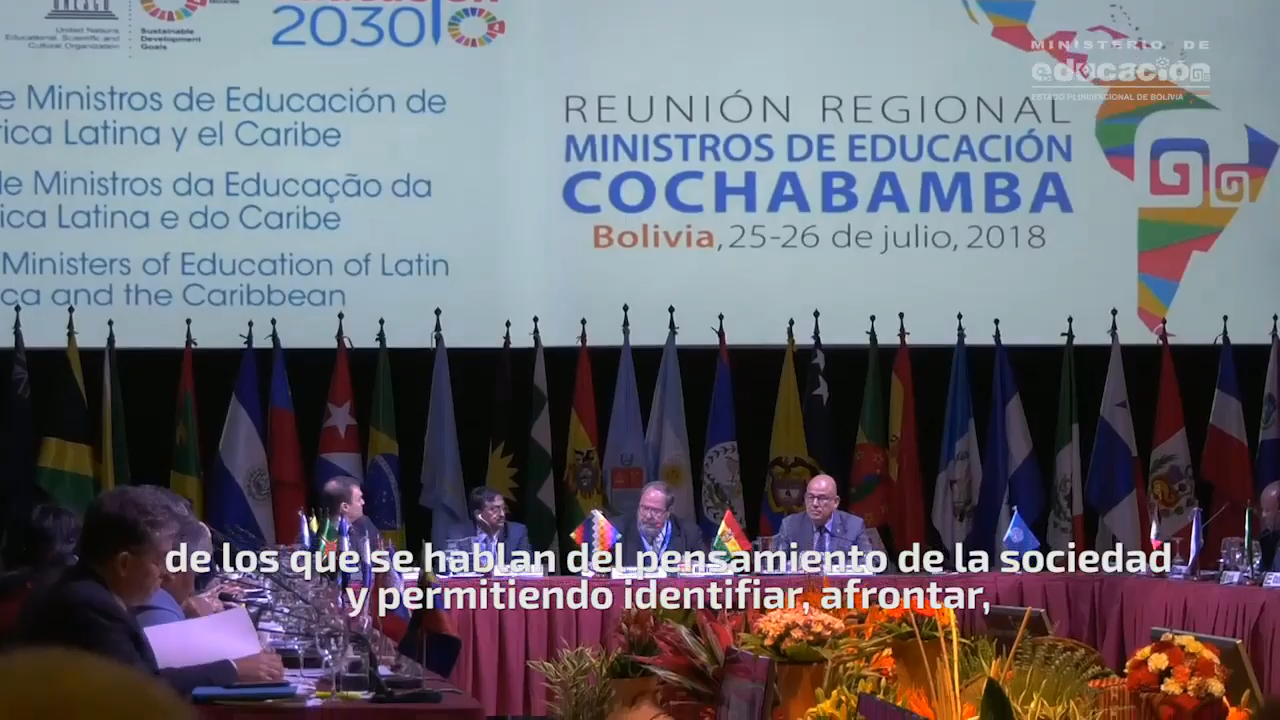 United Nations
Educational, Scientific and
Cultural Organization
Sustainable
Development
Goals
2030
e Ministros de Educación de
rica Latina y el Caribe
de Ministros da Educação da
rica Latina e do Caribe
Ministers of Education of Latin
ca and the Caribbean
MINISTERIO DE
educación
ESTADO PLURINACIONAL DE BOLIVIA
REUNIÓN REGIONAL
MINISTROS DE EDUCACIÓN
COCHABAMBA
Bolivia, 25-26 de julio, 2018
de los que se hablan del pensamiento de la sociedad
y permitiendo identifiar, afrontar,